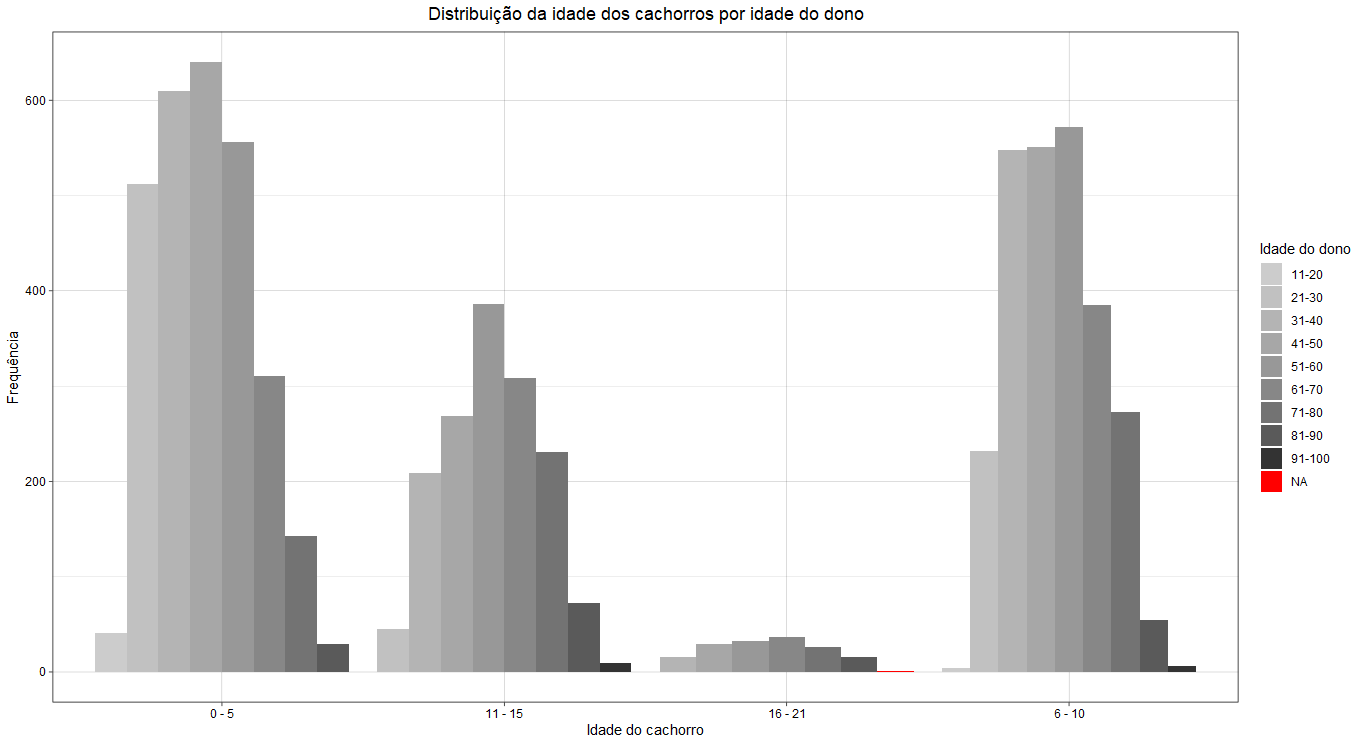 Distribuição da idade dos cachorros por idade do dono
Frequência
600
400
200
0
0 - 5
11 - 15
16 - 21
6 - 10
Idade do cachorro
Idade do dono
11-20
21-30
31-40
41-50
51-60
61-70
71-80
81-90
91-100
NA